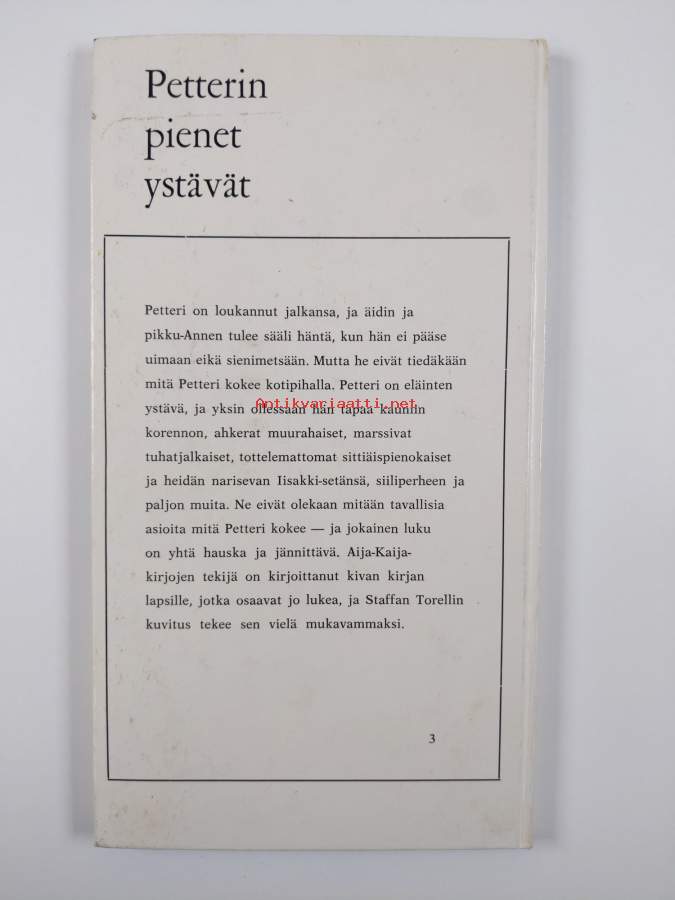 Petterin
pienet
ystävät
Petteri on loukannut jalkansa, ja äidin ja
pikku-Annen tulee sääli häntä, kun hän ei pääse
uimaan eikä sienimetsään. Mutta he eivät tiedäkään
mitä Petteri kokee kotipihalla. Petteri on eläinten
Antikvariaatti.net
ystävä, ja yksin ollessaan hän tapaa kauniin
korennon, ahkerat muurahaiset, marssivat
tuhatjalkaiset, tottelemattomat sittiäispienokaiset
ja heidän narisevan Iisakki-setänsä, siiliperheen ja
paljon muita. Ne eivät olekaan mitään tavallisia
asioita mitä Petteri kokee — ja jokainen luku
on yhtä hauska ja jännittävä. Aija-Kaija-
kirjojen tekijä on kirjoittanut kivan kirjan
lapsille, jotka osaavat jo lukea, ja Staffan Torellin
kuvitus tekee sen vielä mukavammaksi.
3